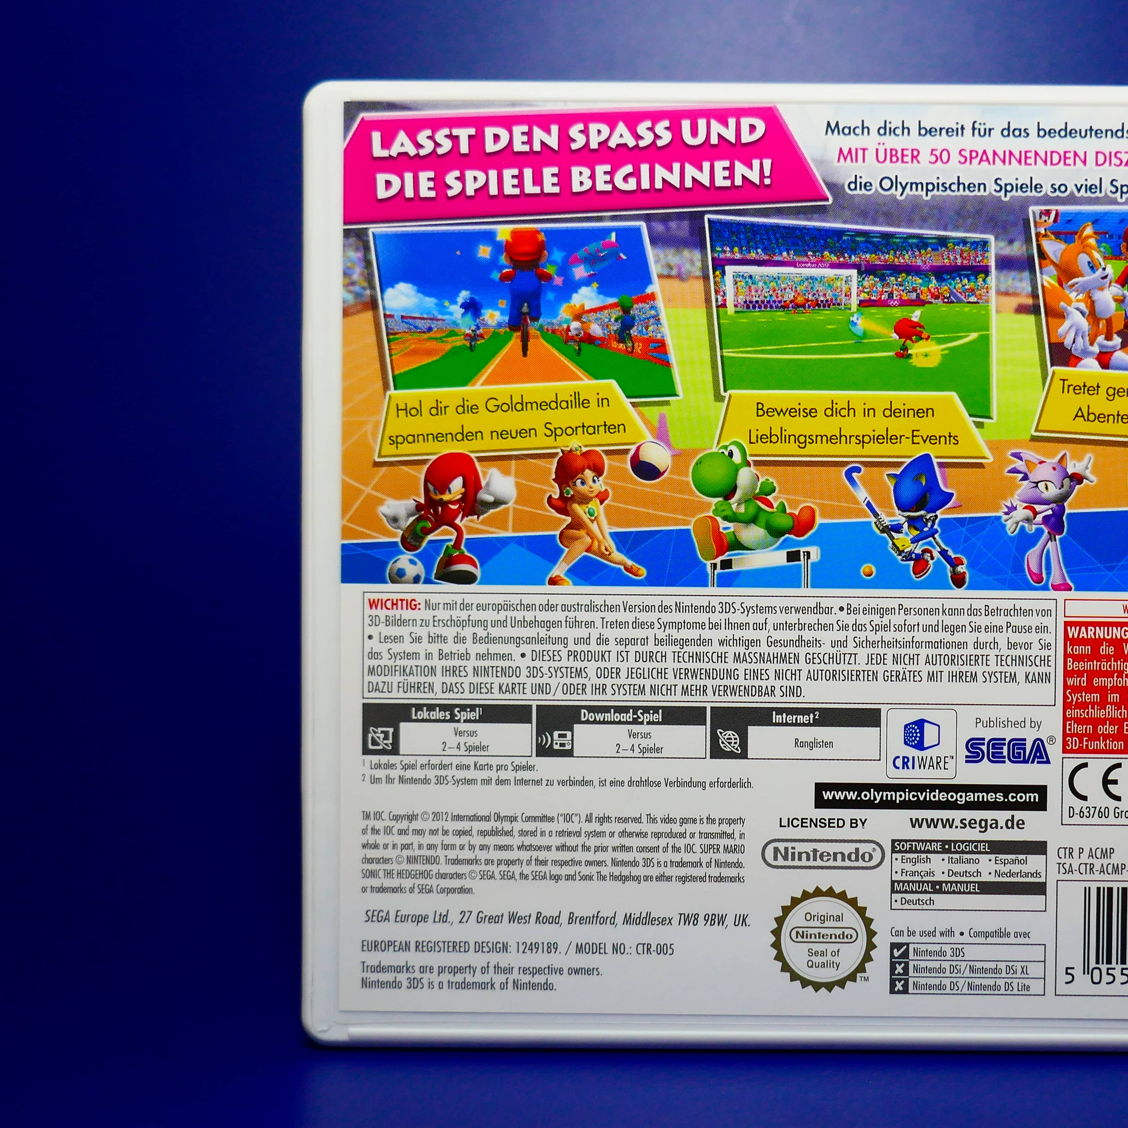 LASST DEN SPASS UND
DIE SPIELE BEGINNEN!
Mach dich bereit für das bedeutends
MIT ÜBER 50 SPANNENDEN DISZ
die Olympischen Spiele so viel Sp
London 2012
Hol dir die Goldmedaille in
spannenden neuen Sportarten
Beweise dich in deinen
Lieblingsmehrspieler-Events
Tretet ge
Abente
WICHTIG: Nur mit der europäischen oder australischen Version des Nintendo 3DS-Systems verwendbar. • Bei einigen Personen kann das Betrachten von
3D-Bildern zu Erschöpfung und Unbehagen führen. Treten diese Symptome bei Ihnen auf, unterbrechen Sie das Spiel sofort und legen Sie eine Pause ein.
• Lesen Sie bitte die Bedienungsanleitung und die separat beiliegenden wichtigen Gesundheits- und Sicherheitsinformationen durch, bevor Sie
das System in Betrieb nehmen. • DIESES PRODUKT IST DURCH TECHNISCHE MASSNAHMEN GESCHÜTZT. JEDE NICHT AUTORISIERTE TECHNISCHE
MODIFIKATION IHRES NINTENDO 3DS-SYSTEMS, ODER JEGLICHE VERWENDUNG EINES NICHT AUTORISIERTEN GERÄTES MIT IHREM SYSTEM, KANN
DAZU FÜHREN, DASS DIESE KARTE UND/ODER IHR SYSTEM NICHT MEHR VERWENDBAR SIND.
W
WARNUNG
kann die V
Beeinträchtig
wird empfoh
System im
einschließlich
Eltern oder E
3D-Funktion
Lokales Spiel¹
Versus
2–4 Spieler
Download-Spiel
Versus
2–4 Spieler
Internet²
Ranglisten
CRIWARE™
Published by
SEGA®
¹ Lokales Spiel erfordert eine Karte pro Spieler.
² Um Ihr Nintendo 3DS-System mit dem Internet zu verbinden, ist eine drahtlose Verbindung erforderlich.
www.olympicvideogames.com
www.sega.de
CE
D-63760 Gro
TM IOC. Copyright © 2012 International Olympic Committee ("IOC"). All rights reserved. This video game is the property
of the IOC and may not be copied, republished, stored in a retrieval system or otherwise reproduced or transmitted, in
whole or in part, in any form or by any means whatsoever without the prior written consent of the IOC. SUPER MARIO
characters © NINTENDO. Trademarks are property of their respective owners. Nintendo 3DS is a trademark of Nintendo.
SONIC THE HEDGEHOG characters © SEGA. SEGA, the SEGA logo and Sonic The Hedgehog are either registered trademarks
or trademarks of SEGA Corporation.
LICENSED BY
Nintendo®
SOFTWARE • LOGICIEL
• English • Italiano • Español
• Français • Deutsch • Nederlands
MANUAL • MANUEL
• Deutsch
CTR P ACMP
TSA-CTR-ACMP-
SEGA Europe Ltd., 27 Great West Road, Brentford, Middlesex TW8 9BW, UK.
EUROPEAN REGISTERED DESIGN: 1249189. / MODEL NO.: CTR-005
Trademarks are property of their respective owners.
Nintendo 3DS is a trademark of Nintendo.
Original
Nintendo
Seal of
Quality
TM
Can be used with • Compatible avec
Nintendo 3DS
Nintendo DSi/Nintendo DSi XL
Nintendo DS/Nintendo DS Lite
5 055